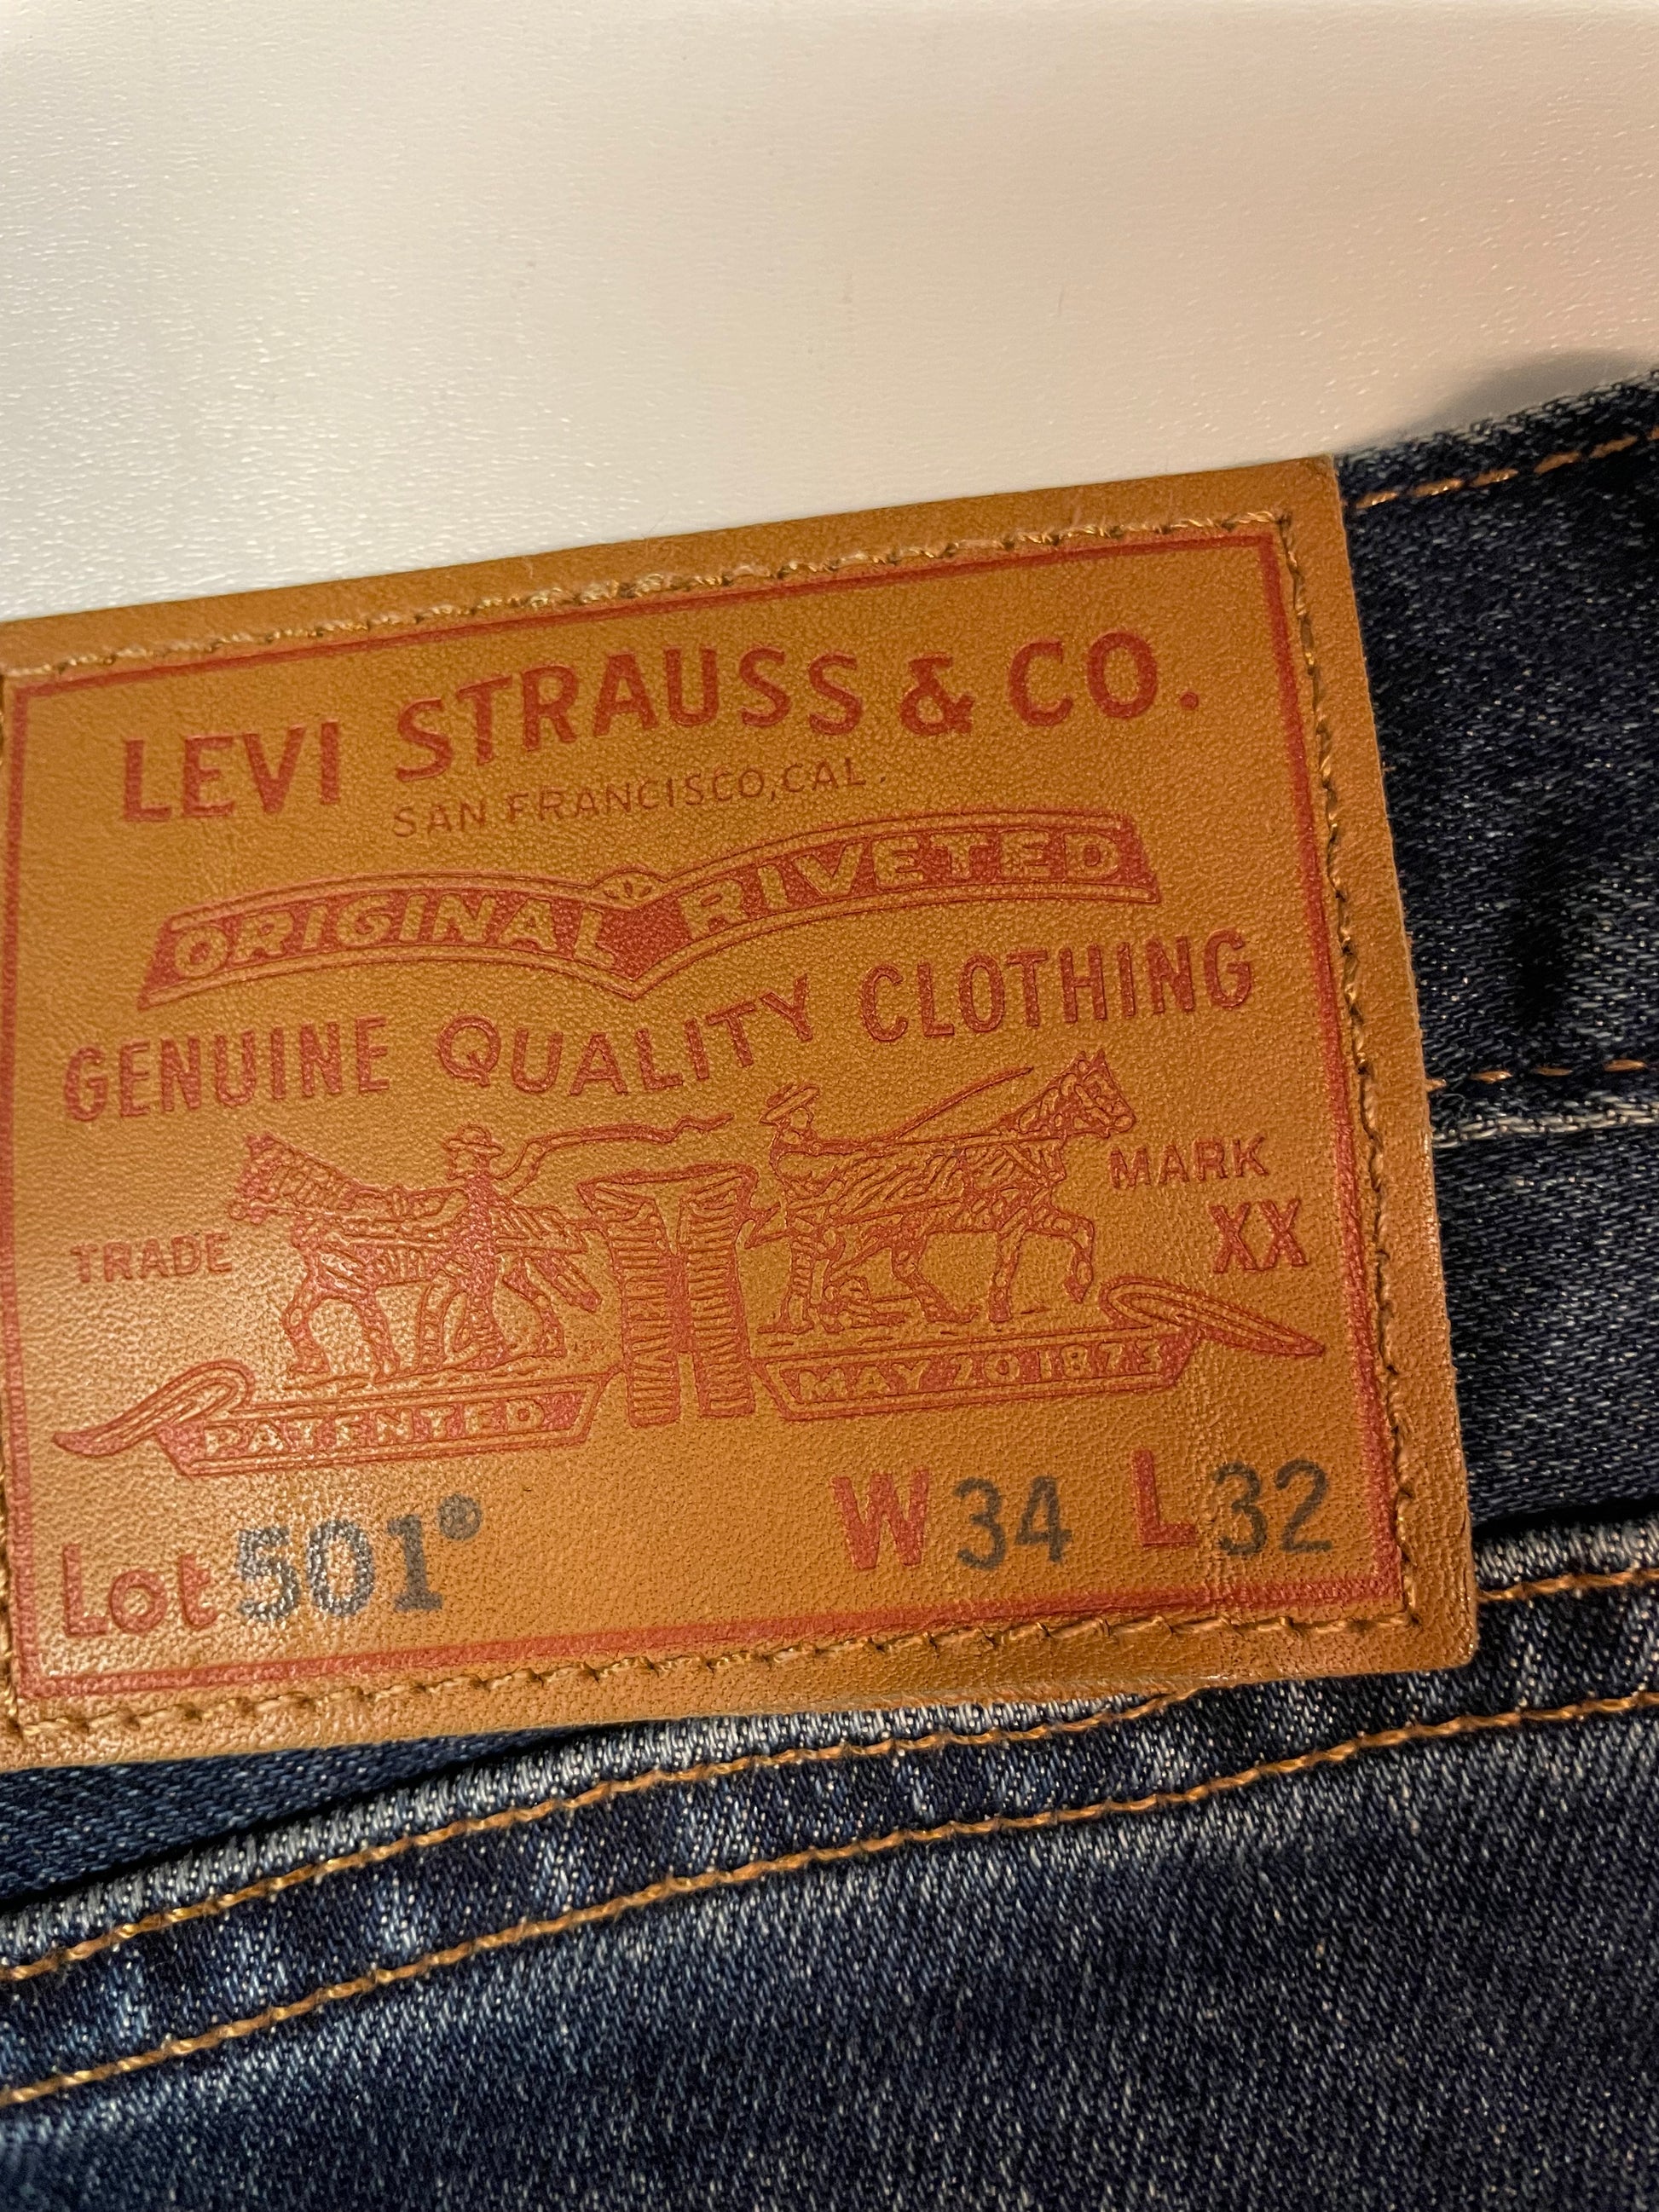 LEVI STRAUSS & CO.
SAN FRANCISCO, CAL.
ORIGINAL RIVETED
GENUINE QUALITY CLOTHING
TRADE MARK
XX
PATENTED MAY 20 1873
Lot 501® W 34 L 32